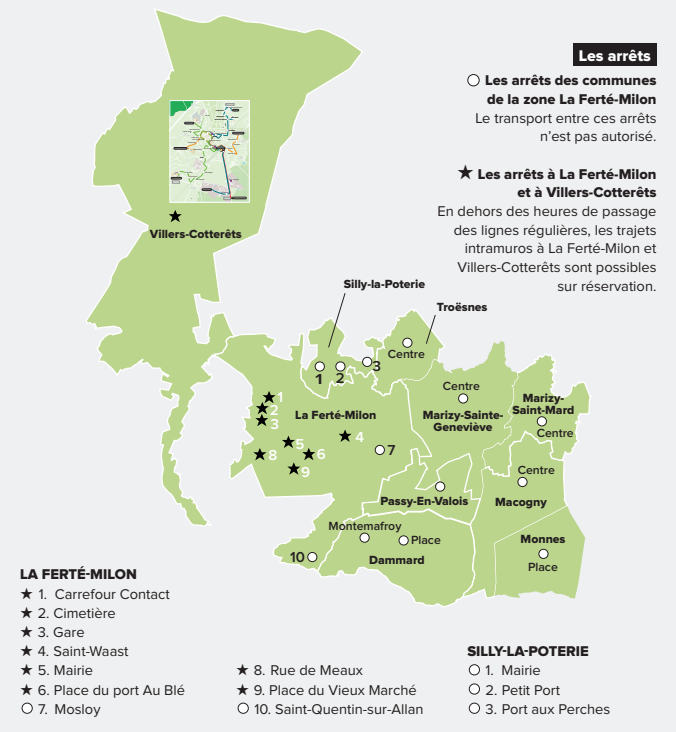 Les arrêts
Les arrêts des communes
de la zone La Ferté-Milon
Le transport entre ces arrêts
n'est pas autorisé.
Les arrêts à La Ferté-Milon
et à Villers-Cotterêts
En dehors des heures de passage
des lignes régulières, les trajets
intramuros à La Ferté-Milon et
Villers-Cotterêts sont possibles
sur réservation.
Villers-Cotterêts
Silly-la-Poterie
Troësnes
Centre
1
2
3
Centre
Marizy-Sainte-
Geneviève
Marizy-
Saint-Mard
Centre
1
2
3
La Ferté-Milon
4
5
6
7
8
9
Passy-En-Valois
Centre
Macogny
Montemafroy
Place
Dammard
Monnes
Place
10
LA FERTÉ-MILON
1. Carrefour Contact
2. Cimetière
3. Gare
4. Saint-Waast
5. Mairie
6. Place du port Au Blé
7. Mosloy
8. Rue de Meaux
9. Place du Vieux Marché
10. Saint-Quentin-sur-Allan
SILLY-LA-POTERIE
1. Mairie
2. Petit Port
3. Port aux Perches